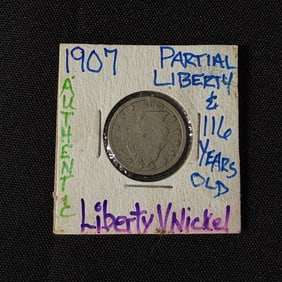 1907
PARTIAL
LIBERTY
&
116
YEARS
OLD
AUTHENTIC
Liberty V Nickel